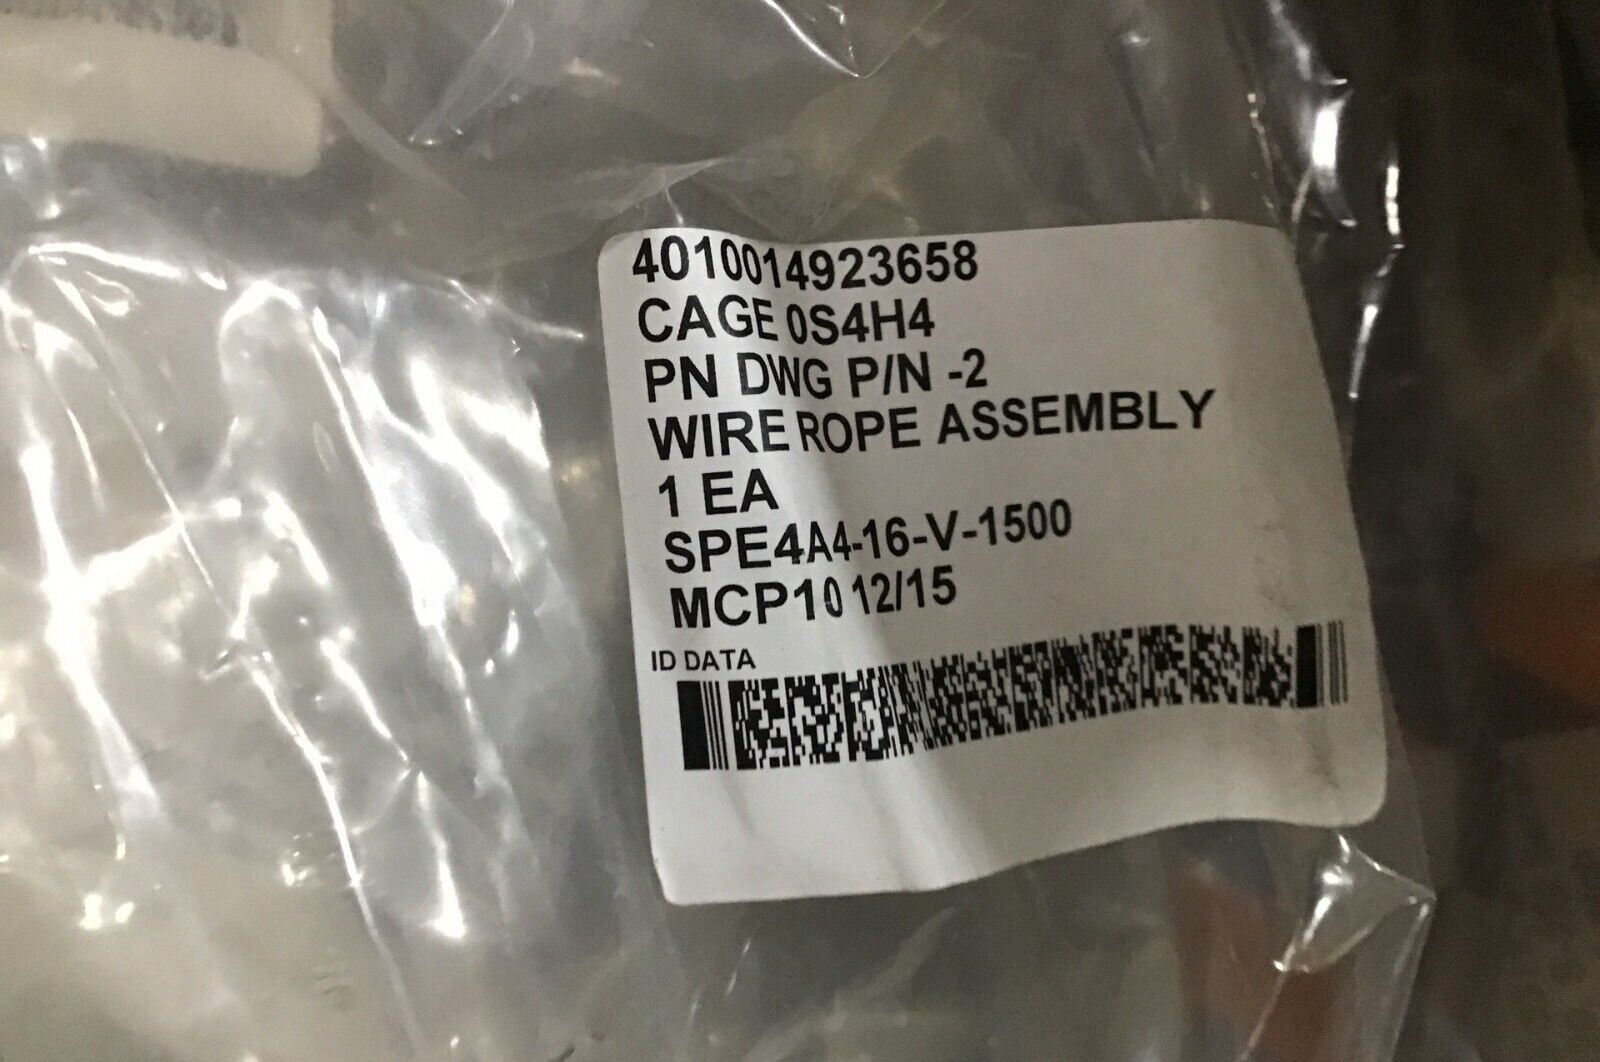 4010014923658
CAGE 0S4H4
PN DWG P/N -2
WIRE ROPE ASSEMBLY
1 EA
SPE4A4-16-V-1500
MCP10 12/15
ID DATA